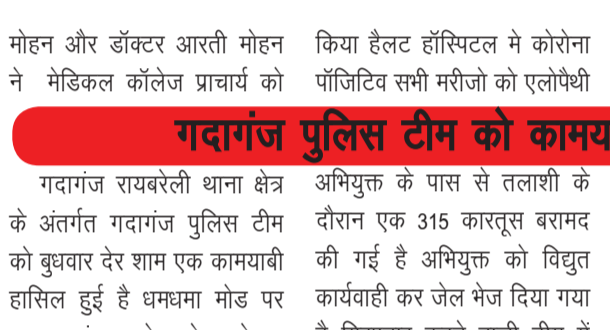 मोहन और डॉक्टर आरती मोहन
ने मेडिकल कॉलेज प्राचार्य को
किया हैलट हॉस्पिटल मे कोरोना
पॉजिटिव सभी मरीजो को एलोपैथी
गदागंज पुलिस टीम को
गदागंज रायबरेली थाना क्षेत्र
के अंतर्गत गदागंज पुलिस टीम
को बुधवार देर शाम एक कामयाबी
हासिल हुई है धमधमा मोड पर
अभियुक्त के पास से तलाशी के
दौरान एक 315 कारतूस बरामद
की गई है अभियुक्त को विद्युत
कार्यवाही कर जेल भेज दिया गया